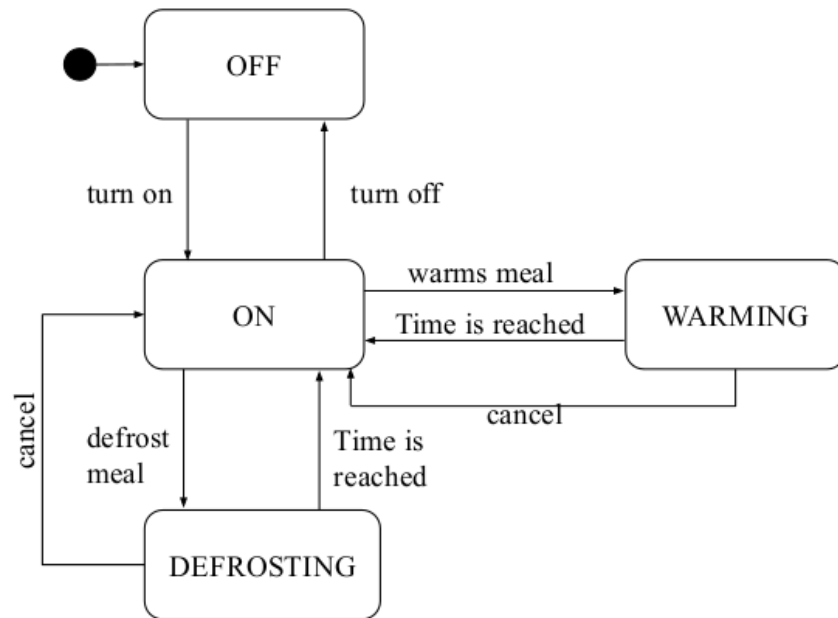 OFF
turn on
turn off
ON
warms meal
Time is reached
WARMING
cancel
cancel
defrost
meal
Time is
reached
DEFROSTING